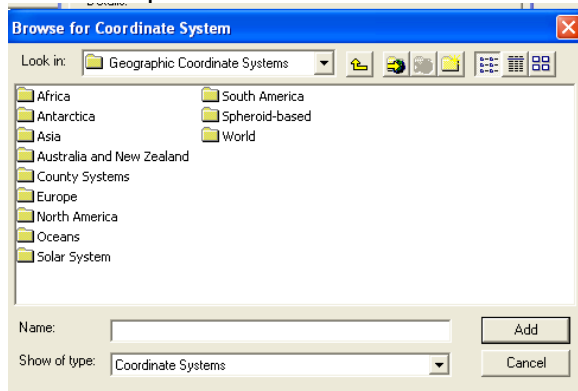 Details:
Browse for Coordinate System
Look in: Geographic Coordinate Systems
Africa
Antarctica
Asia
Australia and New Zealand
County Systems
Europe
North America
Oceans
Solar System
South America
Spheroid-based
World
Name: Add
Show of type: Coordinate Systems Cancel